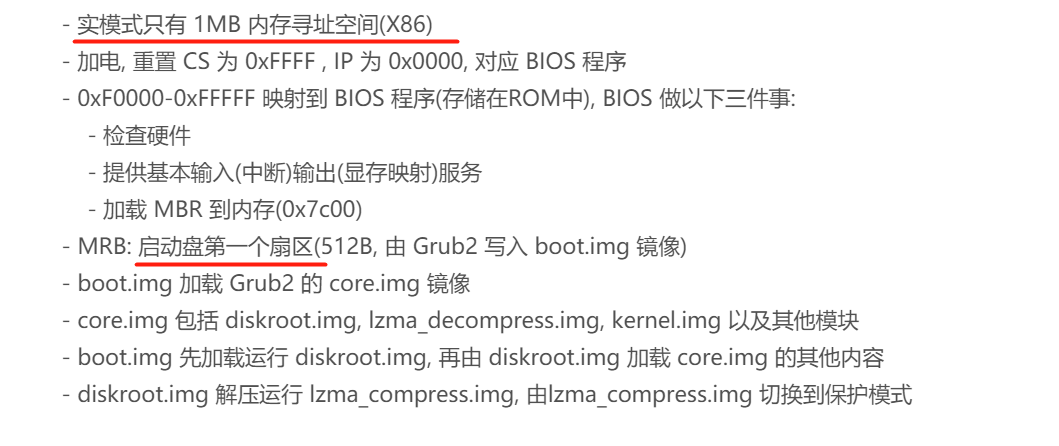 - 实模式只有 1MB 内存寻址空间(X86)
- 加电, 重置 CS 为 0xFFFF , IP 为 0x0000, 对应 BIOS 程序
- 0xF0000-0xFFFFF 映射到 BIOS 程序(存储在ROM中), BIOS 做以下三件事:
- 检查硬件
- 提供基本输入(中断)输出(显存映射)服务
- 加载 MBR 到内存(0x7c00)
- MRB: 启动盘第一个扇区(512B, 由 Grub2 写入 boot.img 镜像)
- boot.img 加载 Grub2 的 core.img 镜像
- core.img 包括 diskroot.img, lzma_decompress.img, kernel.img 以及其他模块
- boot.img 先加载运行 diskroot.img, 再由 diskroot.img 加载 core.img 的其他内容
- diskroot.img 解压运行 lzma_compress.img, 由lzma_compress.img 切换到保护模式